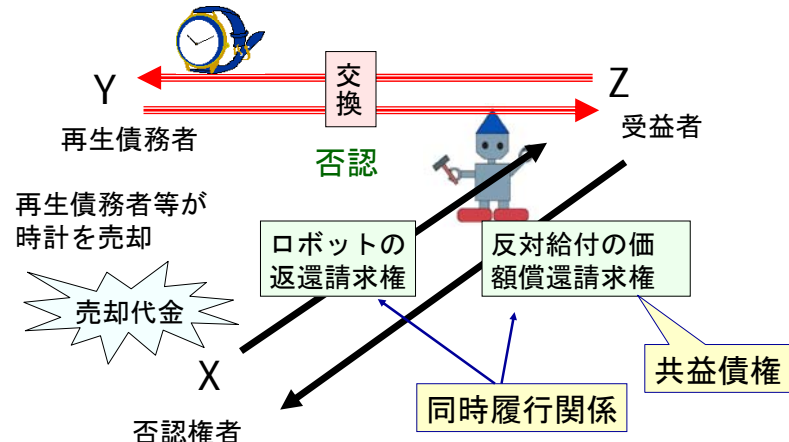 Y
再生債務者
交換
Z
受益者
否認
再生債務者等が
時計を売却
売却代金
ロボットの
返還請求権
反対給付の価
額償還請求権
共益債権
X
否認権者
同時履行関係